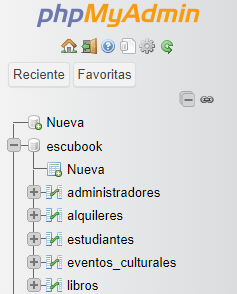 phpMyAdmin
Reciente Favoritas
Nueva
escubook
Nueva
administradores
alquileres
estudiantes
eventos_culturales
libros